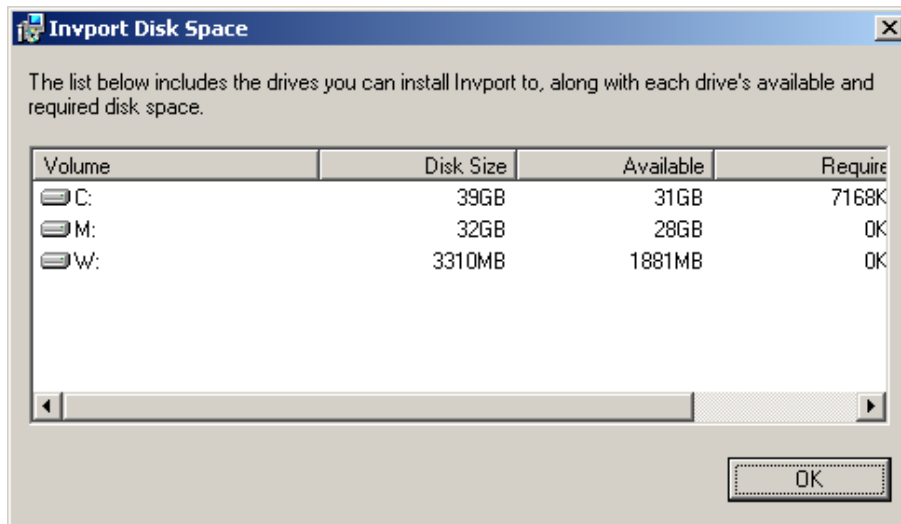 Invport Disk Space
The list below includes the drives you can install Invport to, along with each drive's available and
required disk space.
Volume Disk Size Available Require
C: 39GB 31GB 7168K
M: 32GB 28GB 0K
W: 3310MB 1881MB 0K
OK